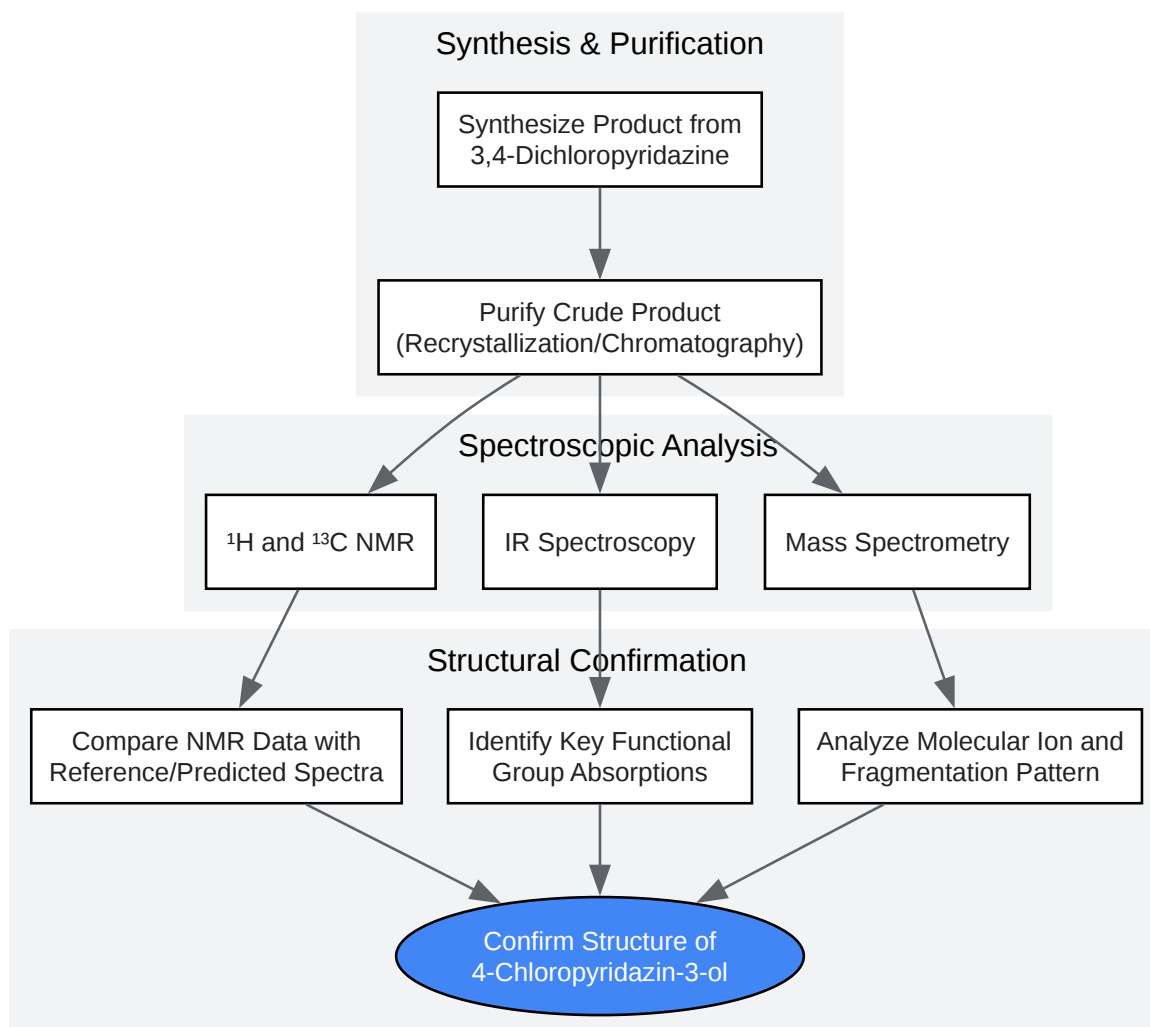 Synthesis & Purification
Synthesize Product from
3,4-Dichloropyridazine
Purify Crude Product
(Recrystallization/Chromatography)
Spectroscopic Analysis
¹H and ¹³C NMR
IR Spectroscopy
Mass Spectrometry
Structural Confirmation
Compare NMR Data with
Reference/Predicted Spectra
Identify Key Functional
Group Absorptions
Analyze Molecular Ion and
Fragmentation Pattern
Confirm Structure of
4-Chloropyridazin-3-ol